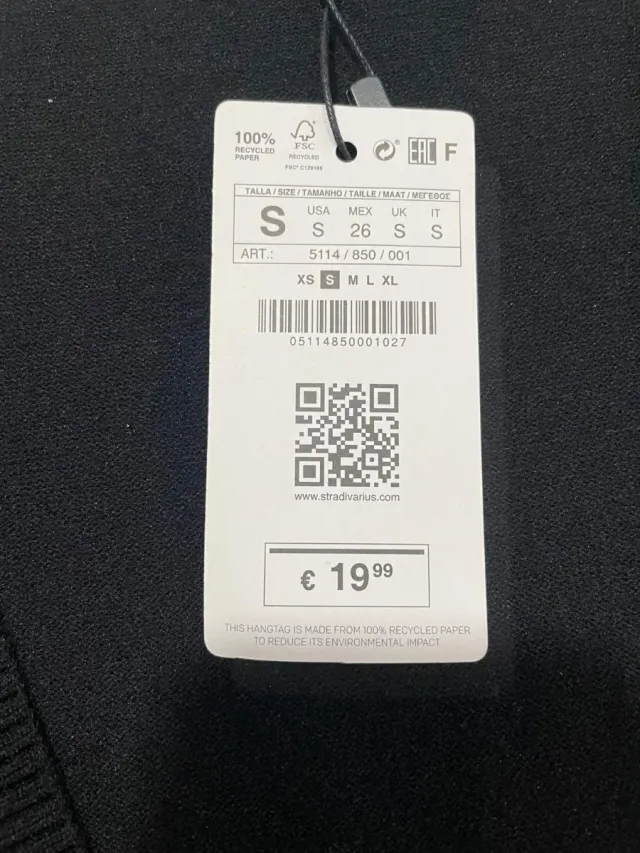 100%
RECYCLED
PAPER
FSC
RECYCLED
FSC® C129186
EAC F
TALLA / SIZE / TAMANHO / TAILLE / MAAT / ΜΕΓΕΘΟΣ
S USA MEX UK IT
S 26 S S
ART.: 5114 / 850 / 001
XS S M L XL
05114850001027
www.stradivarius.com
€ 19 99
THIS HANGTAG IS MADE FROM 100% RECYCLED PAPER
TO REDUCE ITS ENVIRONMENTAL IMPACT